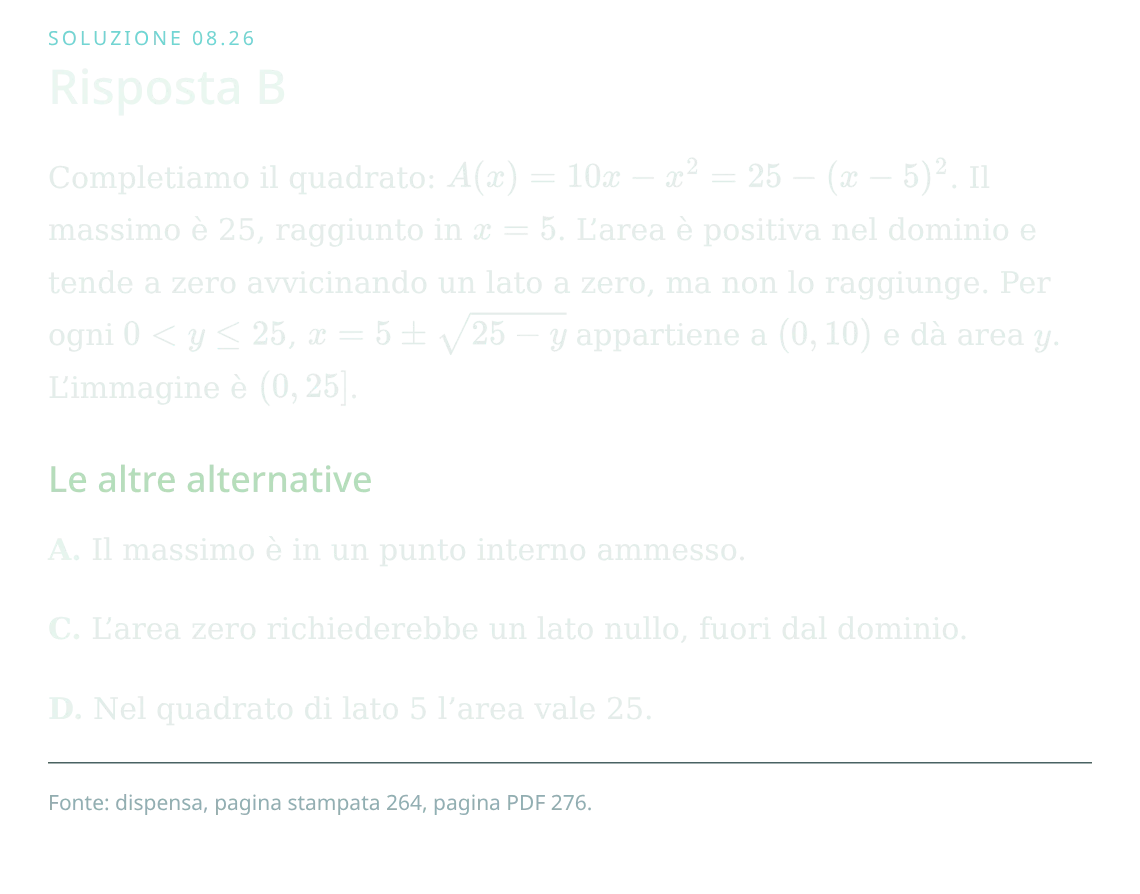 SOLUZIONE 08.26
Risposta B
Completiamo il quadrato: A(x) = 10x − x² = 25 − (x − 5)². Il
massimo è 25, raggiunto in x = 5. L’area è positiva nel dominio e
tende a zero avvicinando un lato a zero, ma non lo raggiunge. Per
ogni 0 < y ≤ 25, x = 5 ± √(25 − y) appartiene a (0, 10) e dà area y.
L’immagine è (0, 25].
Le altre alternative
A. Il massimo è in un punto interno ammesso.
C. L’area zero richiederebbe un lato nullo, fuori dal dominio.
D. Nel quadrato di lato 5 l’area vale 25.
Fonte: dispensa, pagina stampata 264, pagina PDF 276.